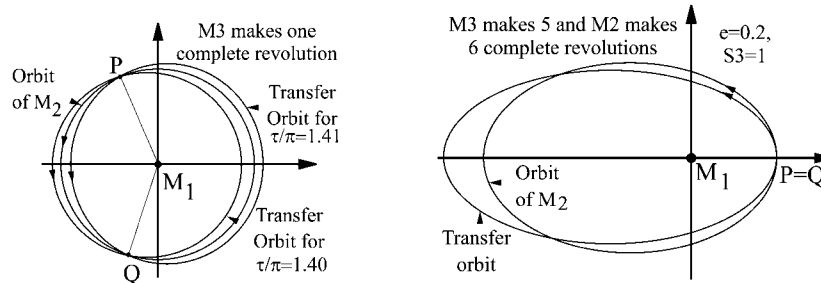 M3 makes one
complete revolution
P
Orbit
of M2
Transfer
Orbit for
τ/π=1.41
M1
Transfer
Orbit for
τ/π=1.40
Q
M3 makes 5 and M2 makes
6 complete revolutions
e=0.2,
S3=1
M1
P=Q
Orbit
of M2
Transfer
orbit